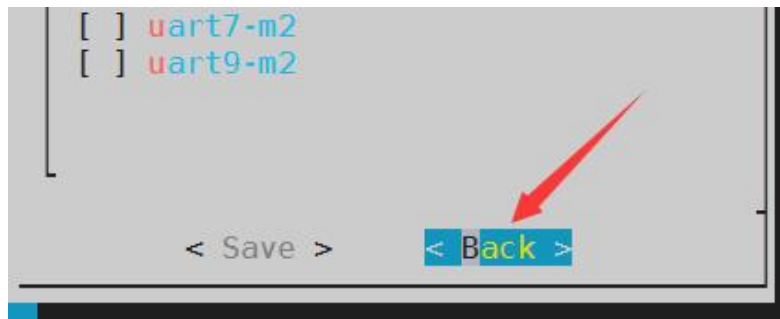 [ ] uart7-m2
[ ] uart9-m2
< Save > < Back >